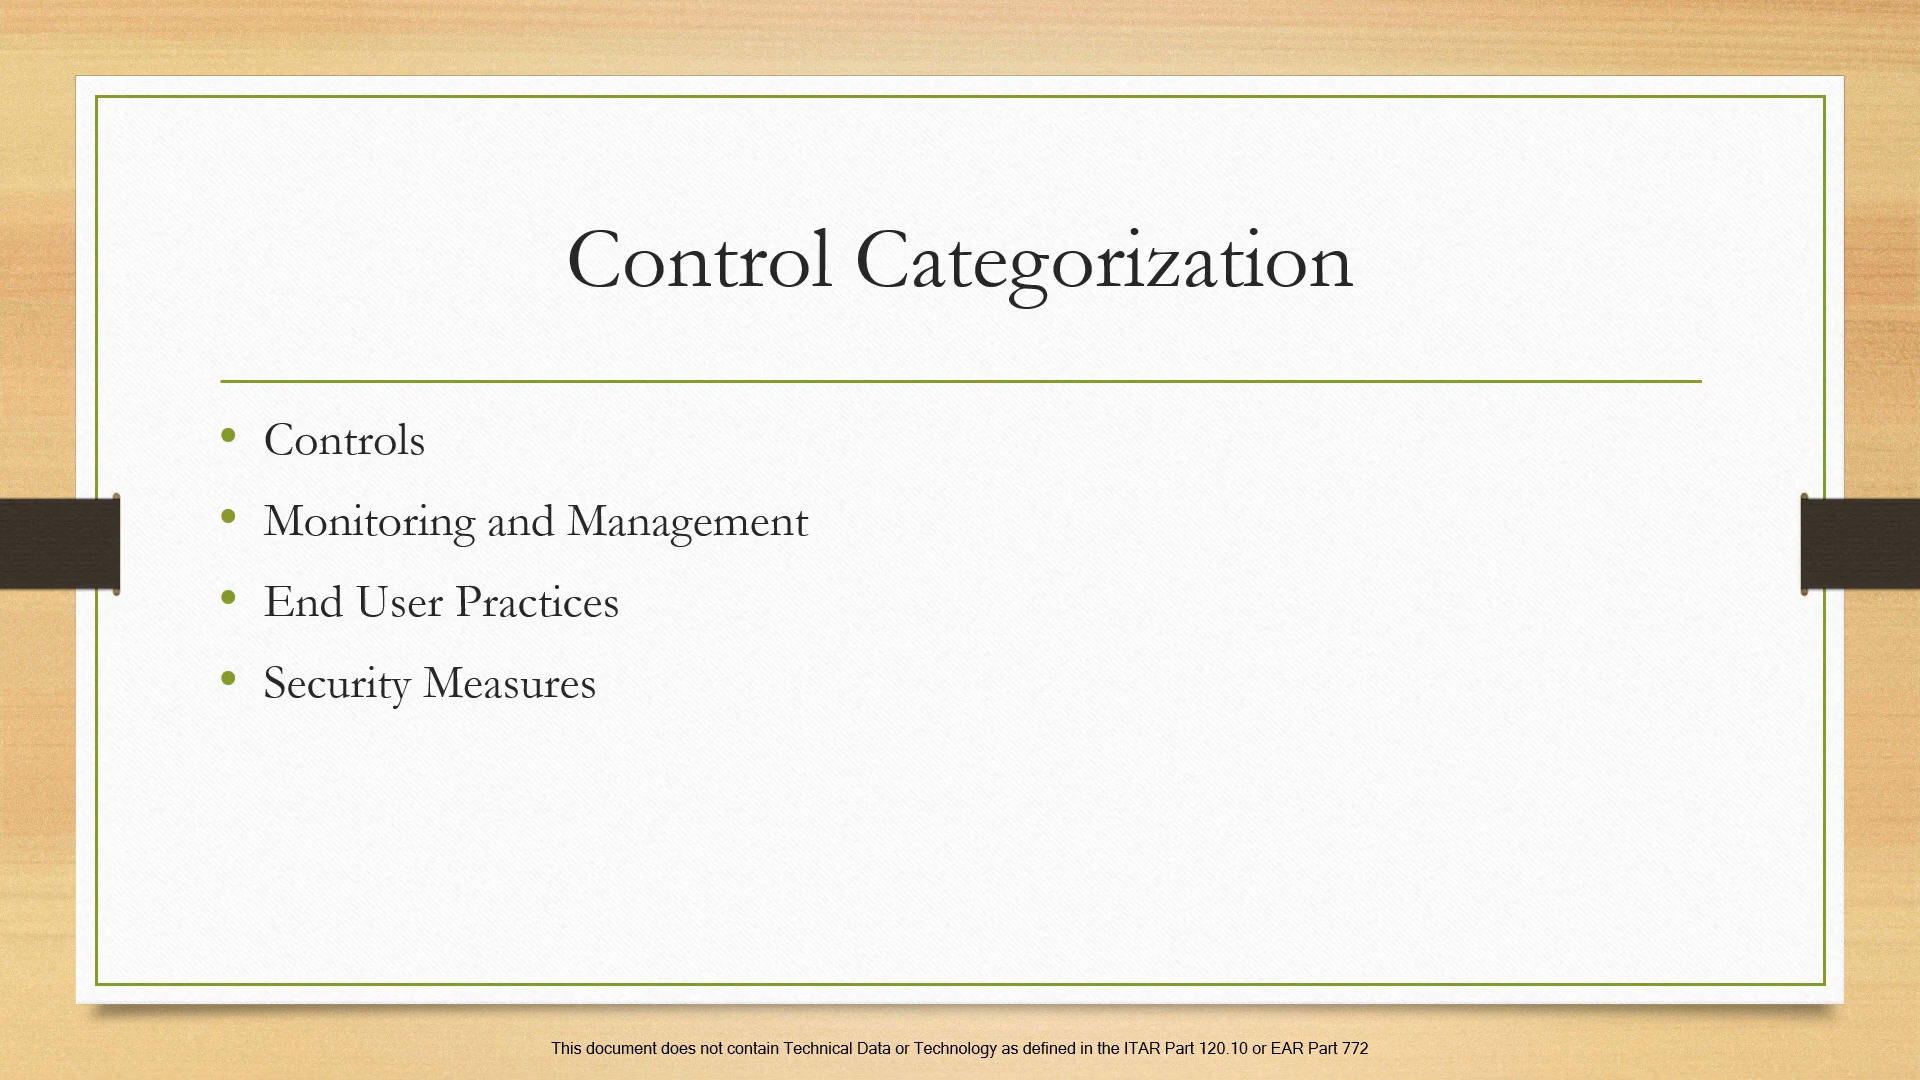 Control Categorization
• Controls
• Monitoring and Management
• End User Practices
• Security Measures
This document does not contain Technical Data or Technology as defined in the ITAR Part 120.10 or EAR Part 772